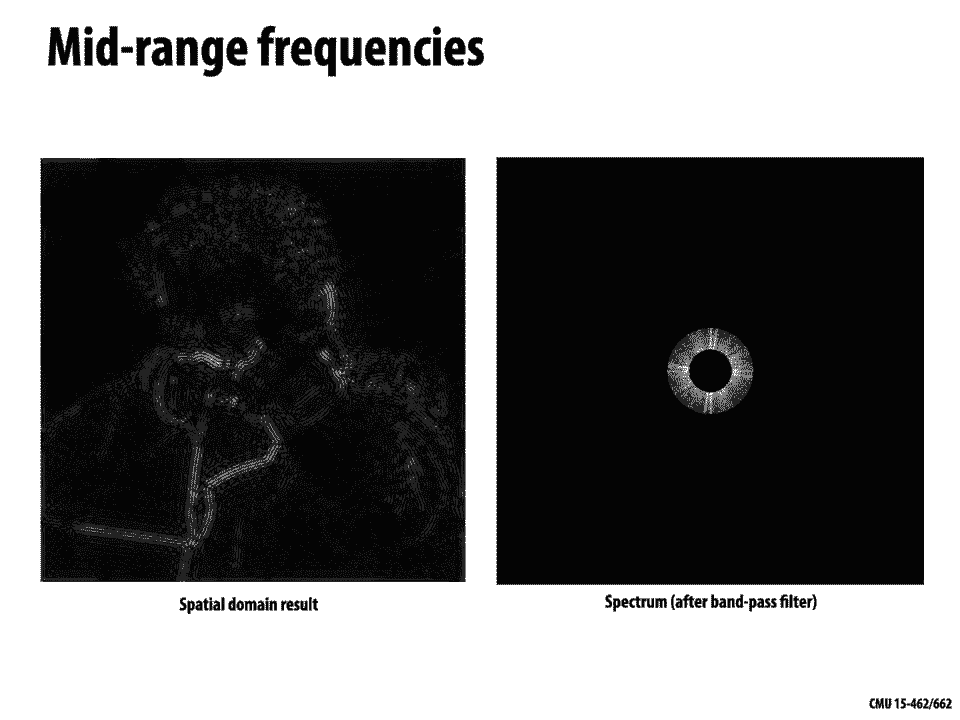 Mid-range frequencies
Spatial domain result
Spectrum (after band-pass filter)
CMU 15-462/662